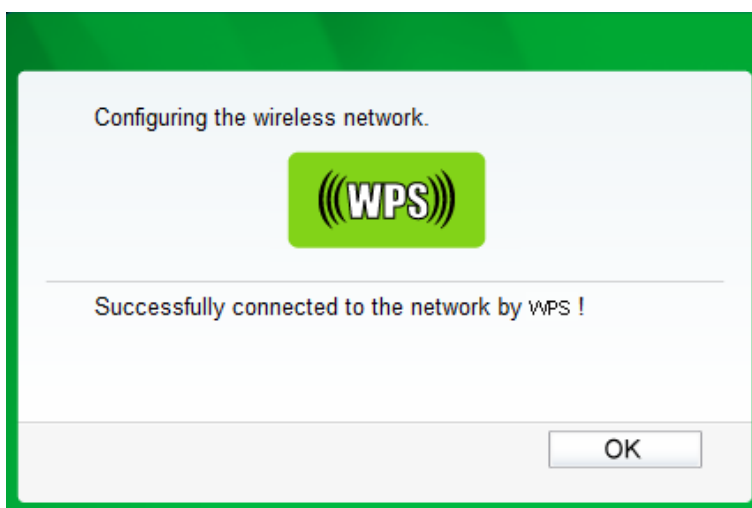 Configuring the wireless network.
(((WPS)))
Successfully connected to the network by WPS !
OK